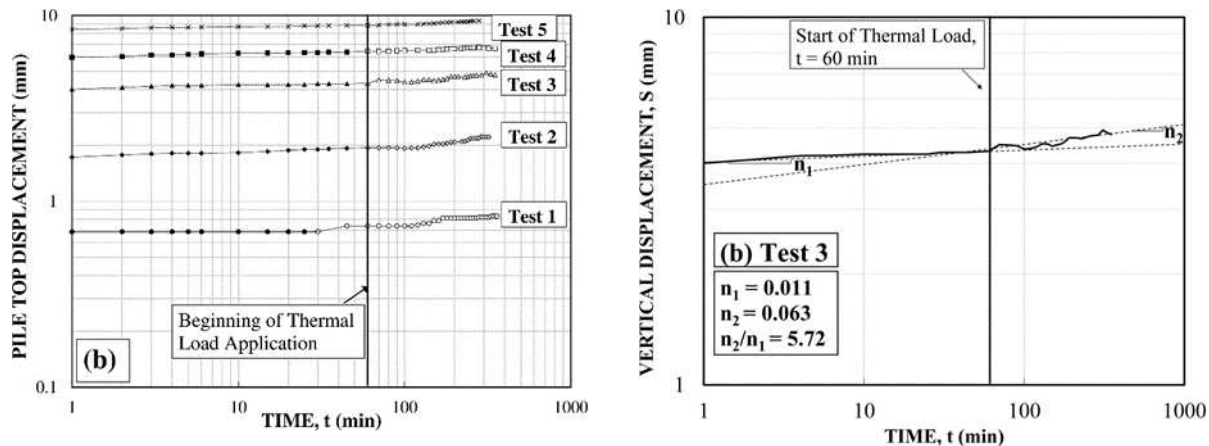 PILE TOP DISPLACEMENT (mm)
10
1
0.1
Test 5
Test 4
Test 3
Test 2
Test 1
Beginning of Thermal
Load Application
(b)
1
10
100
1000
TIME, t (min)
VERTICAL DISPLACEMENT, S (mm)
10
1
Start of Thermal Load,
t = 60 min
n1
n2
(b) Test 3
n1 = 0.011
n2 = 0.063
n2/n1 = 5.72
1
10
100
1000
TIME, t (min)